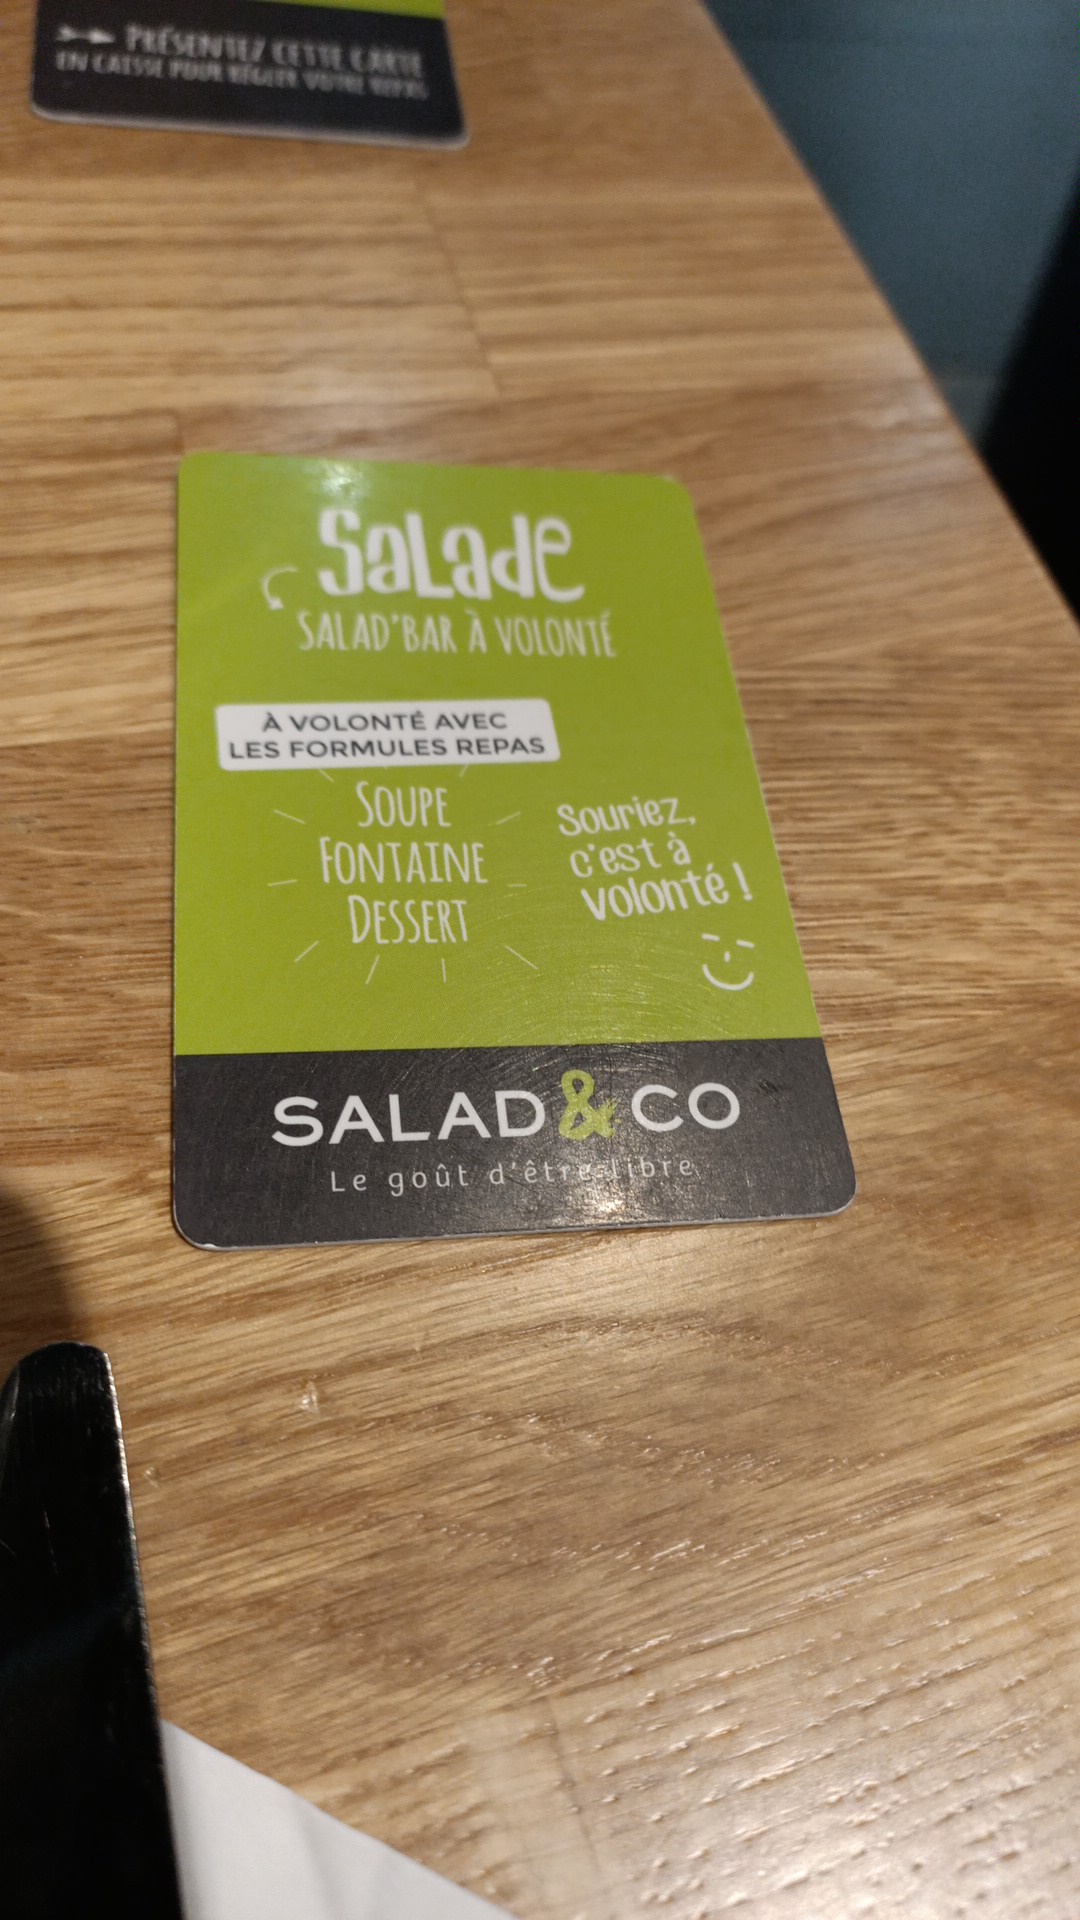 PRÉSENTEZ CETTE CARTE
EN CAISSE POUR RÉGLER VOTRE REPAS
Salade
SALAD'BAR À VOLONTÉ
À VOLONTÉ AVEC
LES FORMULES REPAS
SOUPE
FONTAINE
DESSERT
Souriez,
c'est à
volonté !
SALAD & CO
Le goût d'être libre